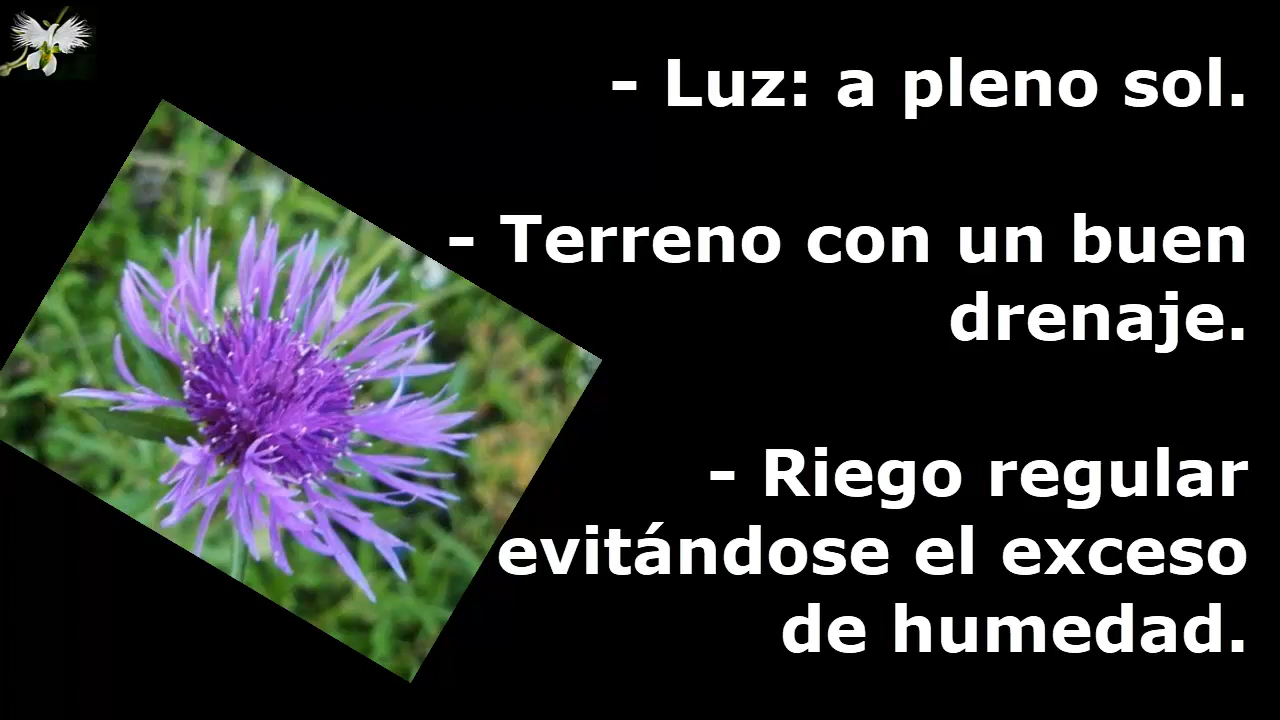 - Luz: a pleno sol.
- Terreno con un buen
drenaje.
- Riego regular
evitándose el exceso
de humedad.